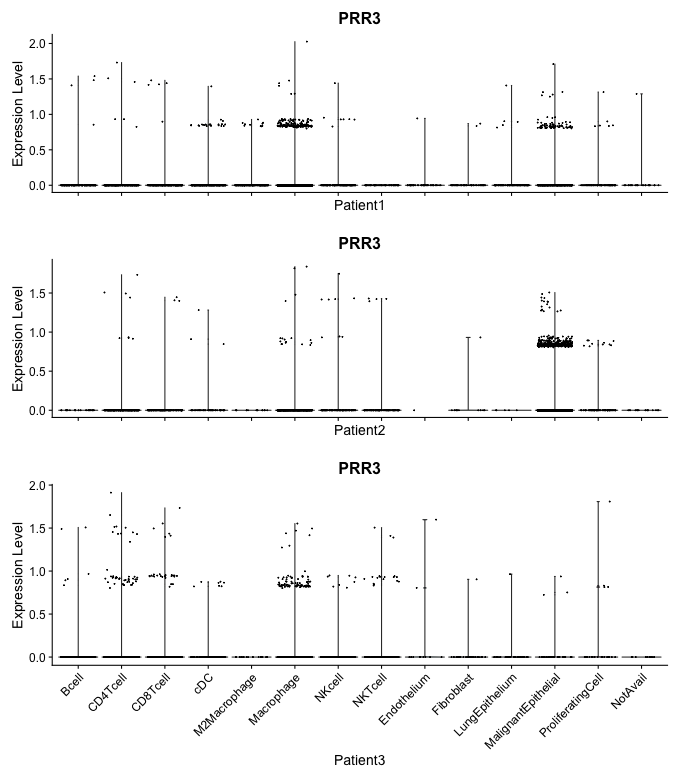 PRR3
Expression Level
2.0
1.5
1.0
0.5
0.0
Patient1
PRR3
Expression Level
1.5
1.0
0.5
0.0
Patient2
PRR3
Expression Level
2.0
1.5
1.0
0.5
0.0
Bcell
CD4Tcell
CD8Tcell
cDC
M2Macrophage
Macrophage
NKcell
NKTcell
Endothelium
Fibroblast
LungEpithelium
MalignantEpithelial
ProliferatingCell
NotAvail
Patient3